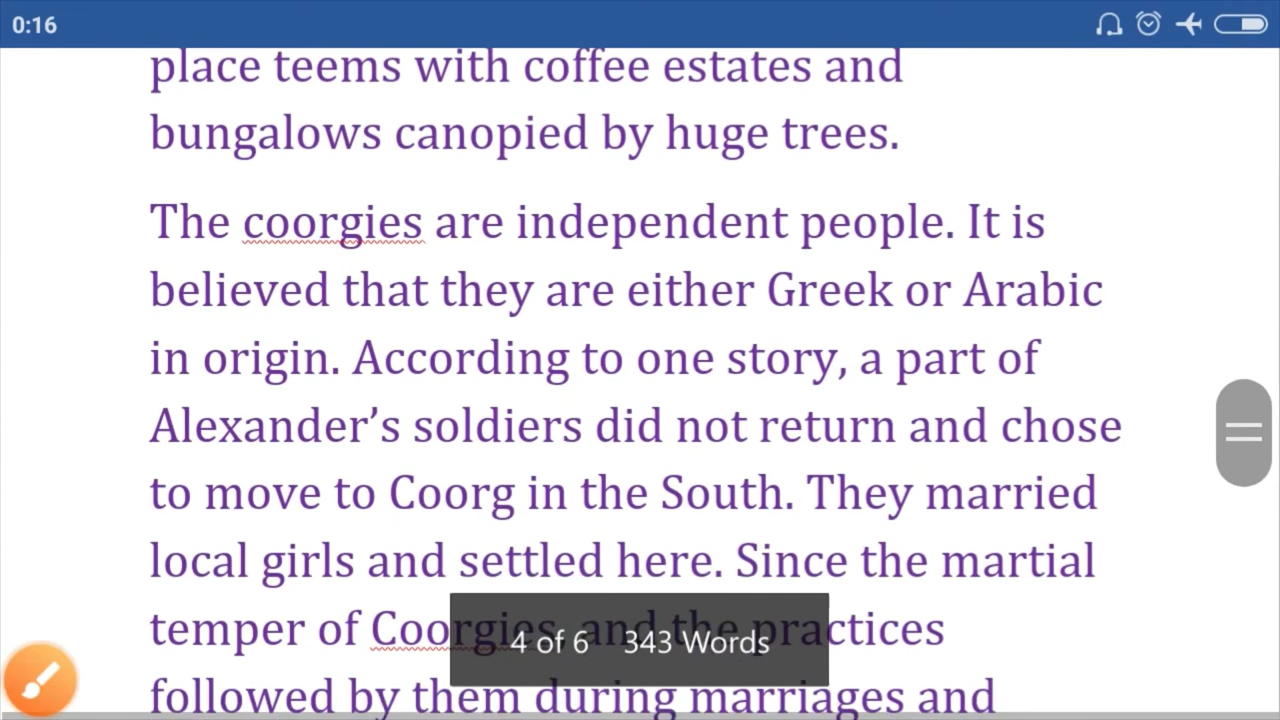 0:16
place teems with coffee estates and
bungalows canopied by huge trees.
The coorgies are independent people. It is
believed that they are either Greek or Arabic
in origin. According to one story, a part of
Alexander’s soldiers did not return and chose
to move to Coorg in the South. They married
local girls and settled here. Since the martial
temper of Coorgies, and the practices
4 of 6 343 Words
followed by them during marriages and